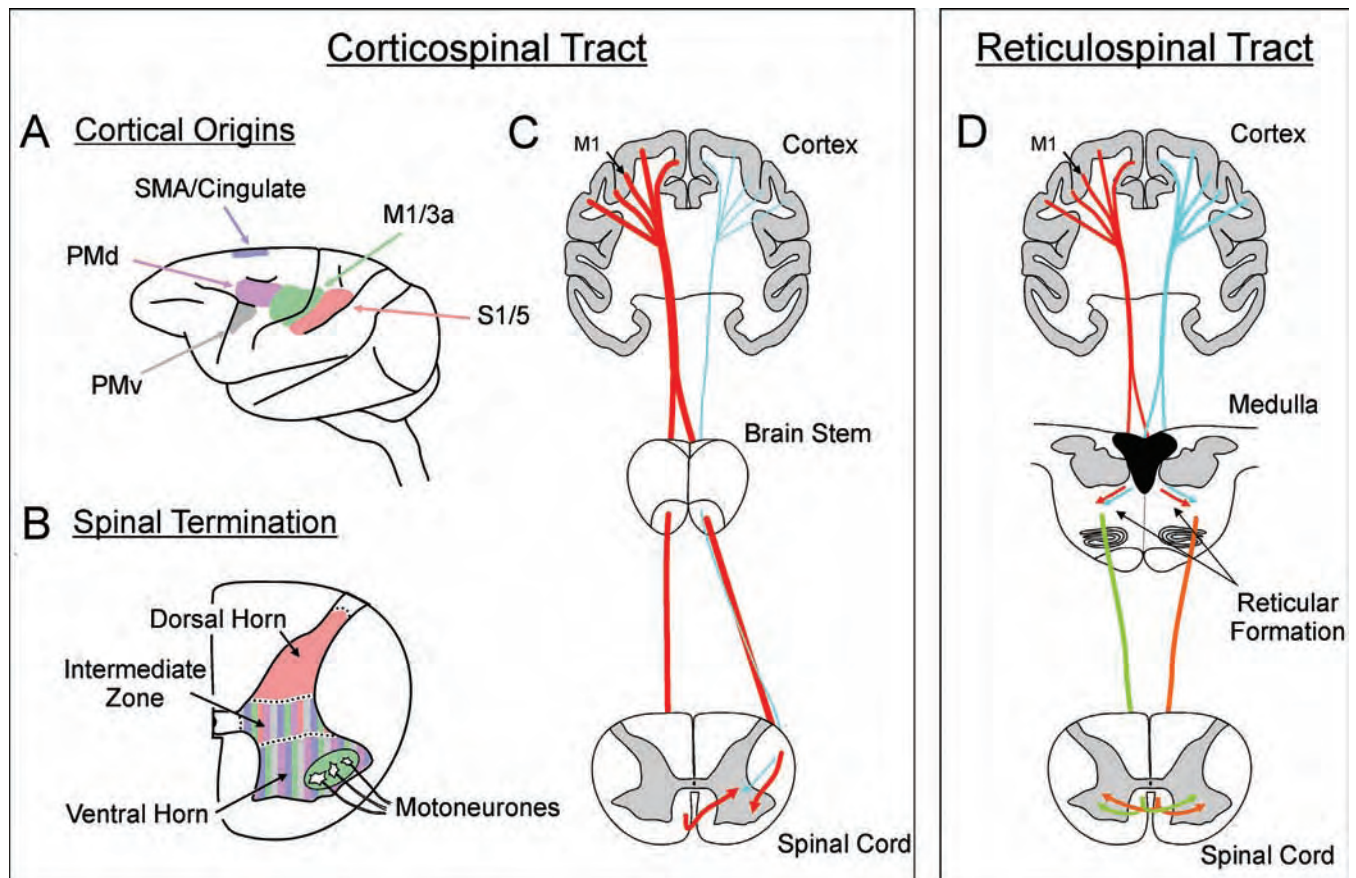 Corticospinal Tract
A Cortical Origins
SMA/Cingulate
M1/3a
PMd
S1/5
PMv
B Spinal Termination
Dorsal Horn
Intermediate
Zone
Ventral Horn
Motoneurones
C
Cortex
M1
Brain Stem
Spinal Cord
Reticulospinal Tract
D
Cortex
M1
Medulla
Reticular
Formation
Spinal Cord